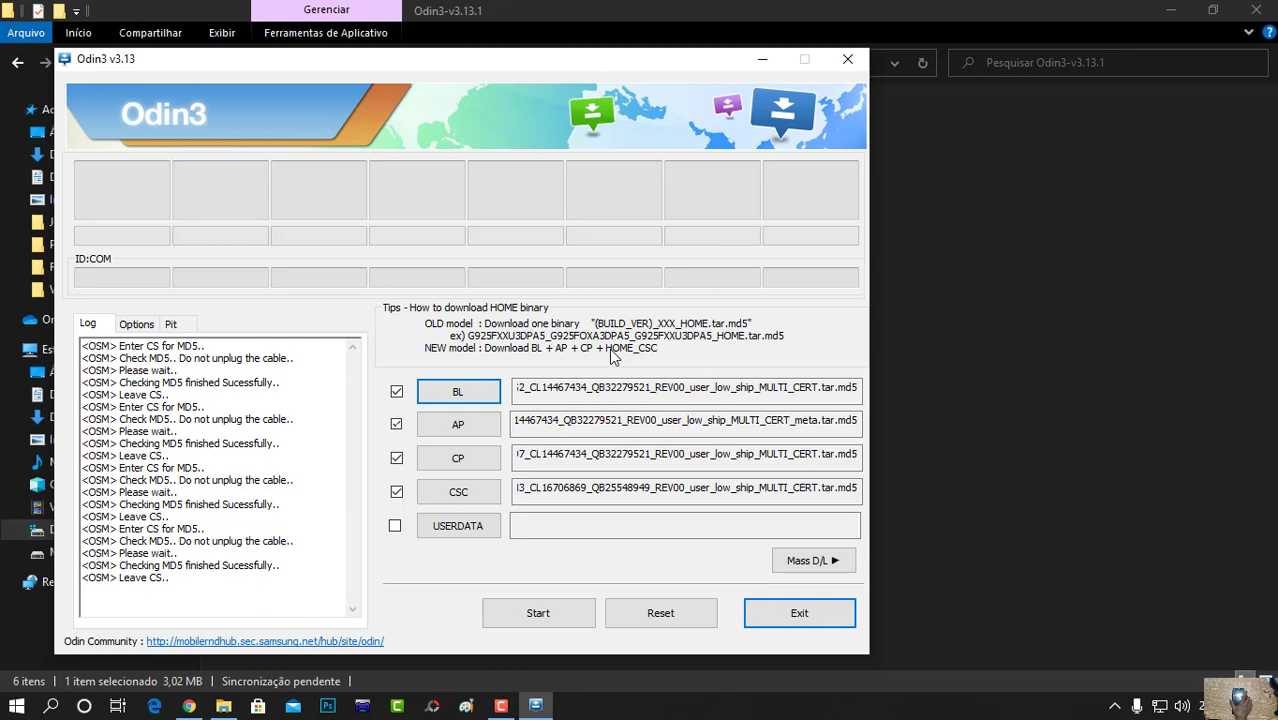 Gerenciar
Odin3-v3.13.1
Arquivo
Início
Compartilhar
Exibir
Ferramentas de Aplicativo
Pesquisar Odin3-v3.13.1
Odin3 v3.13
Odin3
ID:COM
Log
Options
Pit
<OSM> Enter CS for MD5..
<OSM> Check MD5.. Do not unplug the cable..
<OSM> Please wait..
<OSM> Checking MD5 finished Sucessfully..
<OSM> Leave CS..
<OSM> Enter CS for MD5..
<OSM> Check MD5.. Do not unplug the cable..
<OSM> Please wait..
<OSM> Checking MD5 finished Sucessfully..
<OSM> Leave CS..
<OSM> Enter CS for MD5..
<OSM> Check MD5.. Do not unplug the cable..
<OSM> Please wait..
<OSM> Checking MD5 finished Sucessfully..
<OSM> Leave CS..
<OSM> Enter CS for MD5..
<OSM> Check MD5.. Do not unplug the cable..
<OSM> Please wait..
<OSM> Checking MD5 finished Sucessfully..
<OSM> Leave CS..
Tips - How to download HOME binary
OLD model : Download one binary "(BUILD_VER)_XXX_HOME.tar.md5"
ex) G925FXXU3DPA5_G925FOXA3DPA5_G925FXXU3DPA5_HOME.tar.md5
NEW model : Download BL + AP + CP + HOME_CSC
BL
52_CL14467434_QB32279521_REV00_user_low_ship_MULTI_CERT.tar.md5
AP
14467434_QB32279521_REV00_user_low_ship_MULTI_CERT_meta.tar.md5
CP
07_CL14467434_QB32279521_REV00_user_low_ship_MULTI_CERT.tar.md5
CSC
13_CL16706869_QB25548949_REV00_user_low_ship_MULTI_CERT.tar.md5
USERDATA
Mass D/L
Start
Reset
Exit
Odin Community : http://mobilerndhub.sec.samsung.net/hub/site/odin/
6 itens
1 item selecionado 3,02 MB
Sincronização pendente